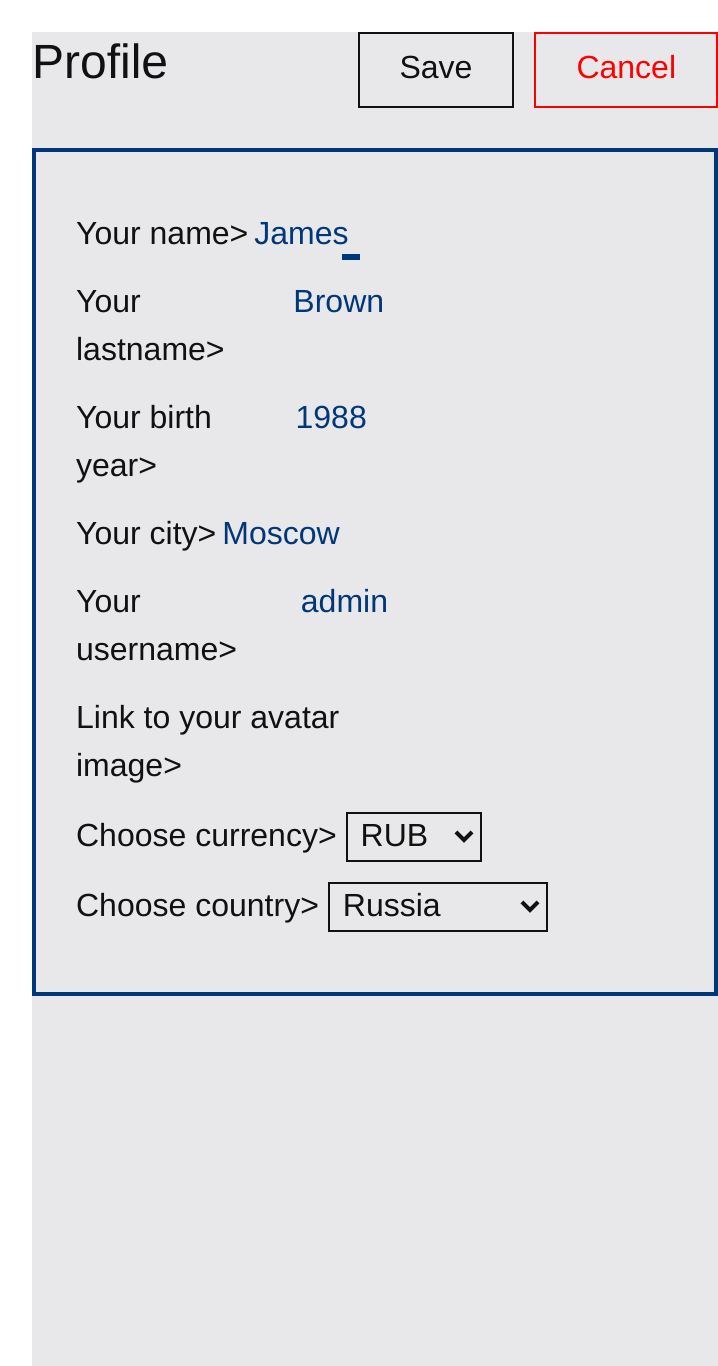 Profile
Save
Cancel
Your name> James
Your Brown
lastname>
Your birth 1988
year>
Your city> Moscow
Your admin
username>
Link to your avatar
image>
Choose currency> RUB
Choose country> Russia